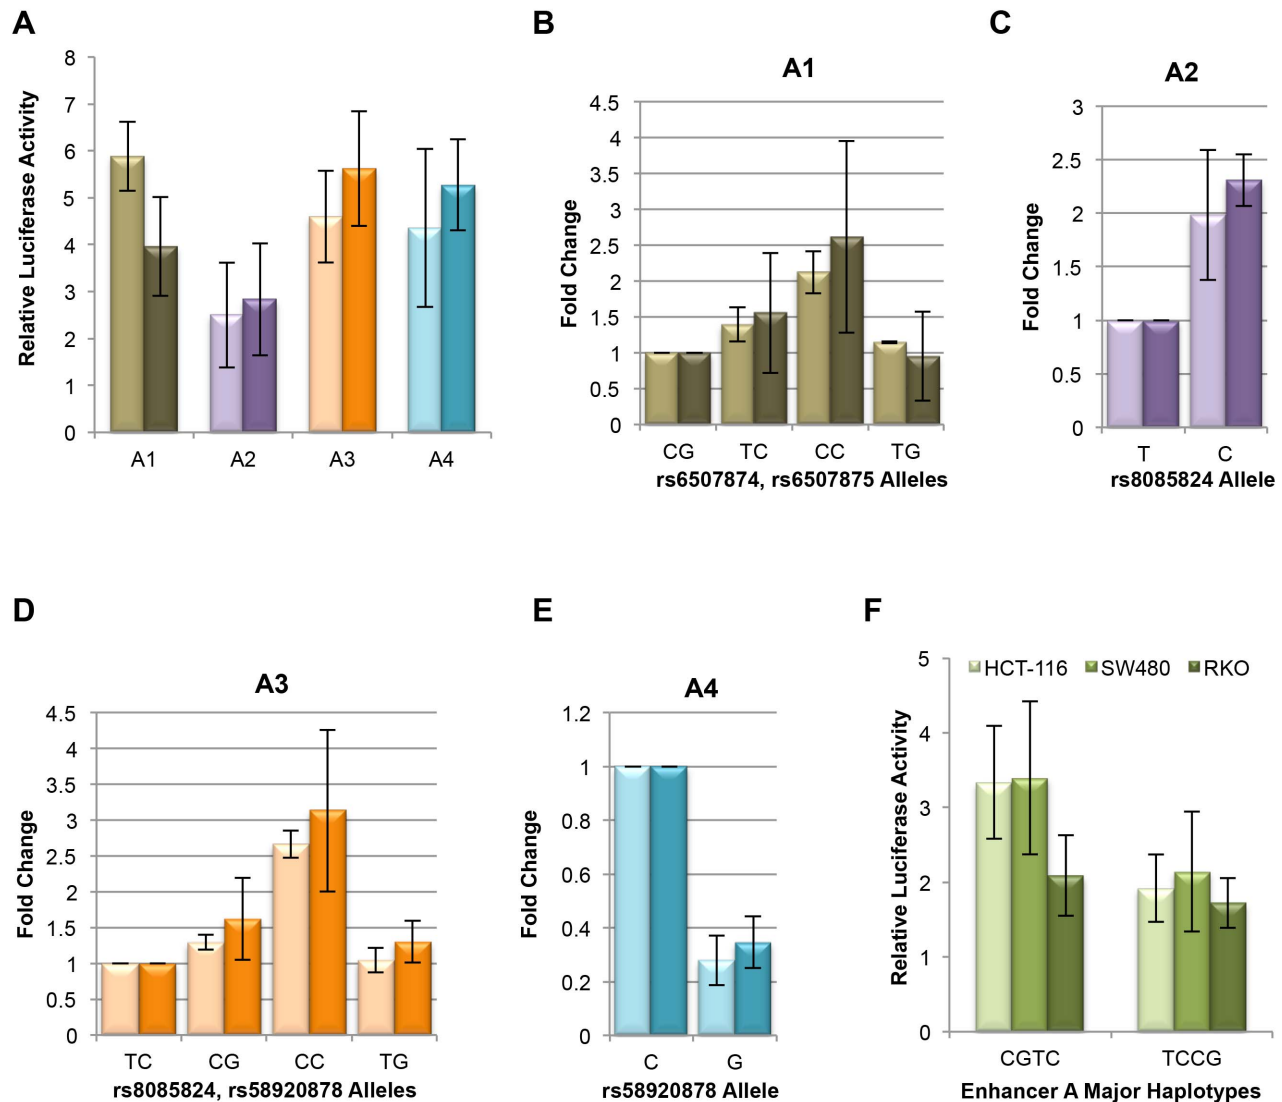 A
B
C
8
7
6
5
4
3
2
1
0
Relative Luciferase Activity
A1
A2
A3
A4
A1
4.5
4
3.5
3
2.5
2
1.5
1
0.5
0
Fold Change
CG
TC
CC
TG
rs6507874, rs6507875 Alleles
A2
3
2.5
2
1.5
1
0.5
0
Fold Change
T
C
rs8085824 Allele
D
E
F
A3
4.5
4
3.5
3
2.5
2
1.5
1
0.5
0
Fold Change
TC
CG
CC
TG
rs8085824, rs58920878 Alleles
A4
1.2
1
0.8
0.6
0.4
0.2
0
Fold Change
C
G
rs58920878 Allele
HCT-116
SW480
RKO
5
4
3
2
1
0
Relative Luciferase Activity
CGTC
TCCG
Enhancer A Major Haplotypes